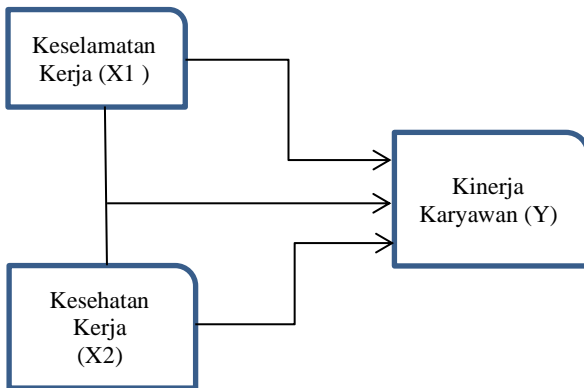 Keselamatan
Kerja (X1 )
Kinerja
Karyawan (Y)
Kesehatan
Kerja
(X2)